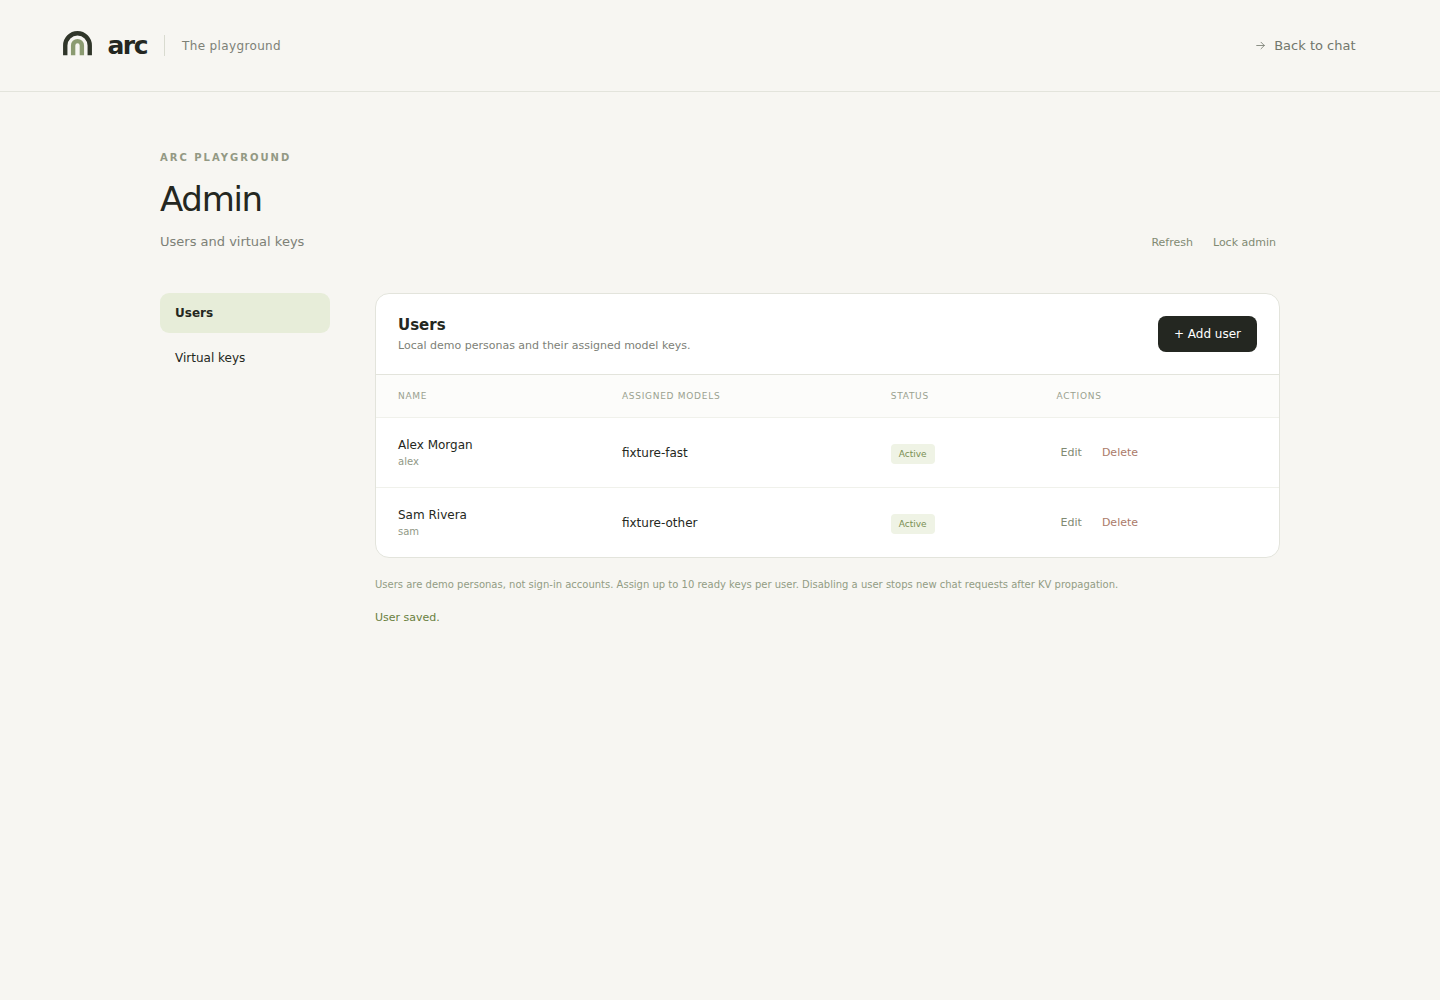 arc
The playground
→ Back to chat
ARC PLAYGROUND
Admin
Users and virtual keys
Refresh
Lock admin
Users
Virtual keys
Users
Local demo personas and their assigned model keys.
+ Add user
NAME ASSIGNED MODELS STATUS ACTIONS
Alex Morgan
alex
fixture-fast
Active
Edit Delete
Sam Rivera
sam
fixture-other
Active
Edit Delete
Users are demo personas, not sign-in accounts. Assign up to 10 ready keys per user. Disabling a user stops new chat requests after KV propagation.
User saved.